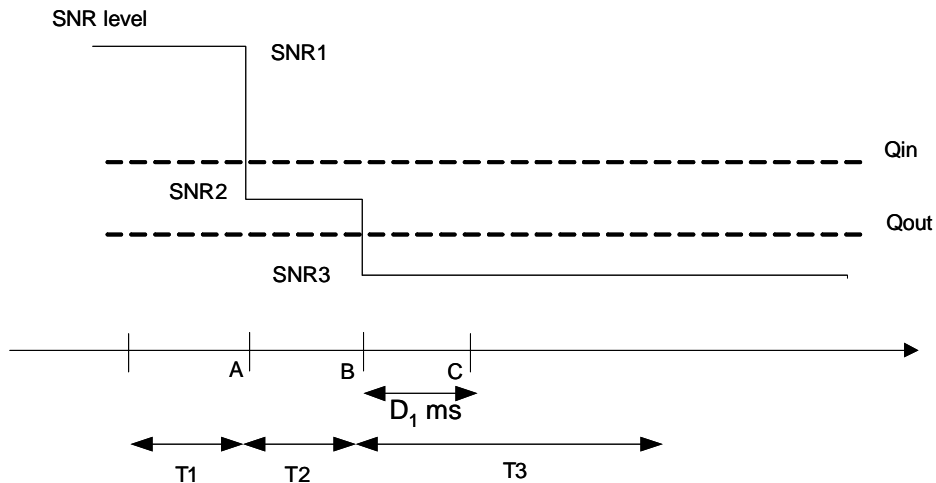 SNR level
SNR1
Qin
SNR2
Qout
SNR3
A B C
D₁ ms
T1 T2 T3